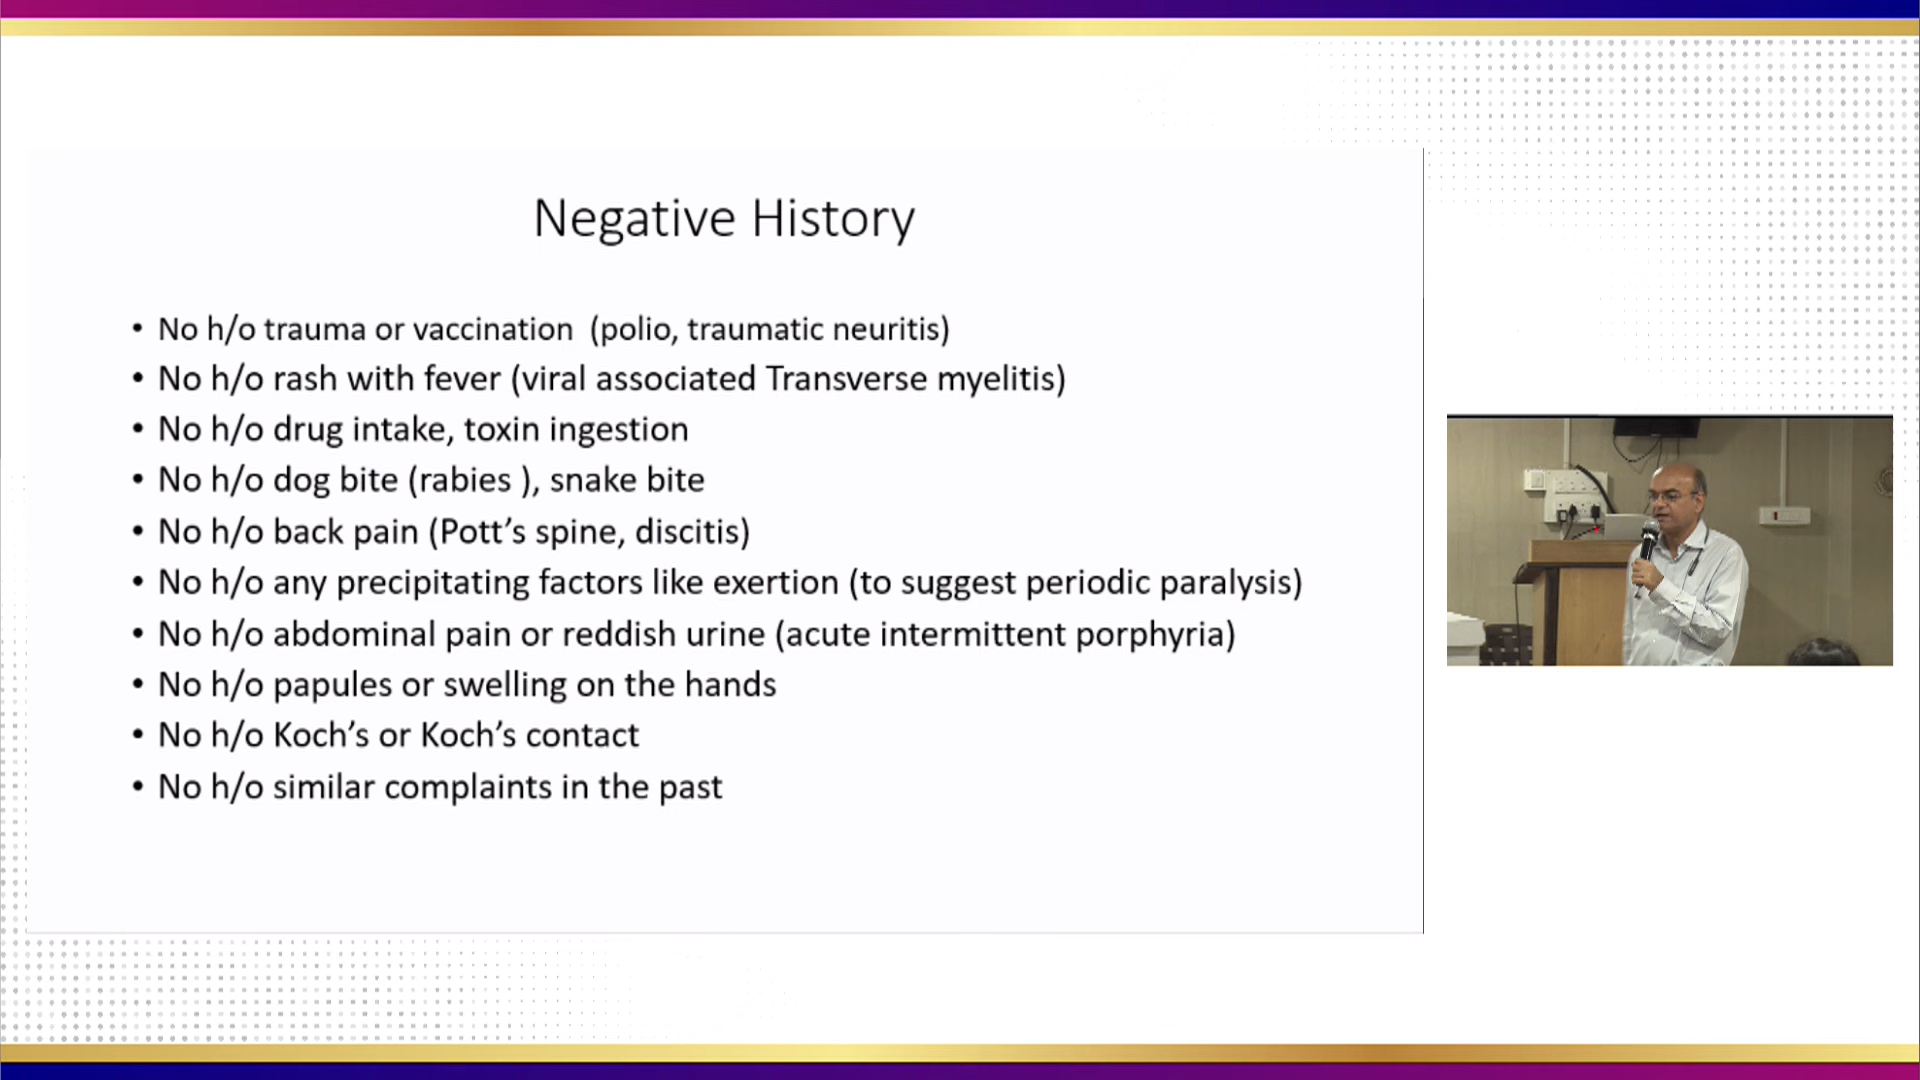 Negative History
• No h/o trauma or vaccination (polio, traumatic neuritis)
• No h/o rash with fever (viral associated Transverse myelitis)
• No h/o drug intake, toxin ingestion
• No h/o dog bite (rabies ), snake bite
• No h/o back pain (Pott’s spine, discitis)
• No h/o any precipitating factors like exertion (to suggest periodic paralysis)
• No h/o abdominal pain or reddish urine (acute intermittent porphyria)
• No h/o papules or swelling on the hands
• No h/o Koch’s or Koch’s contact
• No h/o similar complaints in the past